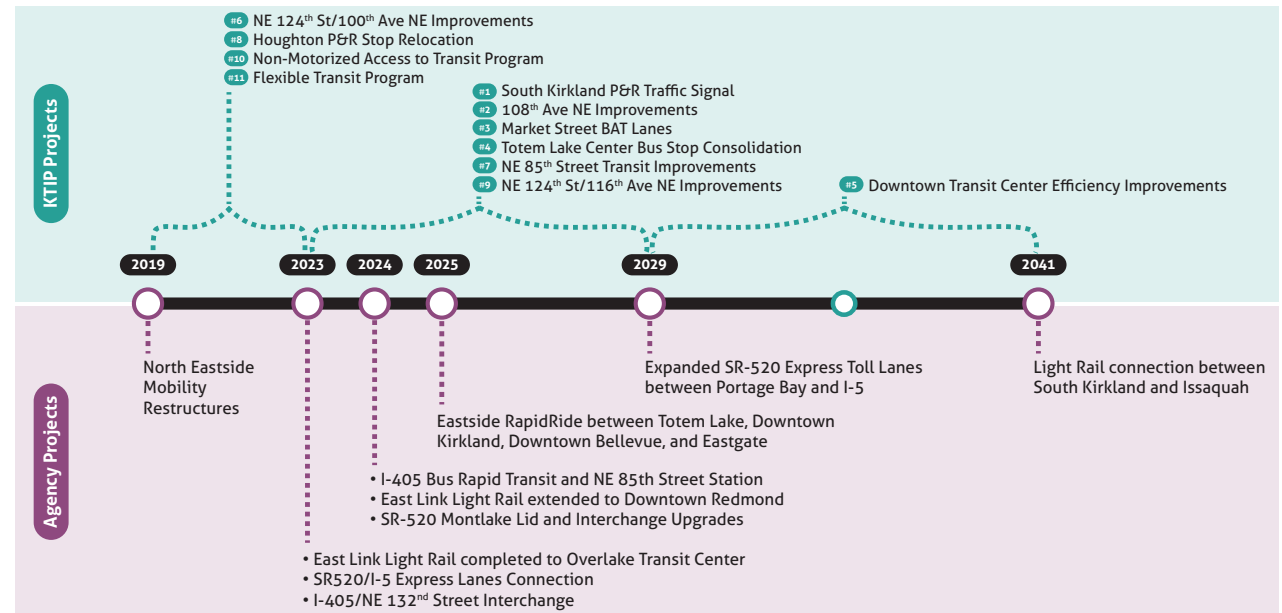 KTIP Projects
#6 NE 124th St/100th Ave NE Improvements
#8 Houghton P&R Stop Relocation
#10 Non-Motorized Access to Transit Program
#11 Flexible Transit Program
#1 South Kirkland P&R Traffic Signal
#2 108th Ave NE Improvements
#3 Market Street BAT Lanes
#4 Totem Lake Center Bus Stop Consolidation
#7 NE 85th Street Transit Improvements
#9 NE 124th St/116th Ave NE Improvements
#5 Downtown Transit Center Efficiency Improvements
2019
2023
2024
2025
2029
2041
Agency Projects
North Eastside
Mobility
Restructures
Expanded SR-520 Express Toll Lanes
between Portage Bay and I-5
Light Rail connection between
South Kirkland and Issaquah
Eastside RapidRide between Totem Lake, Downtown
Kirkland, Downtown Bellevue, and Eastgate
• I-405 Bus Rapid Transit and NE 85th Street Station
• East Link Light Rail extended to Downtown Redmond
• SR-520 Montlake Lid and Interchange Upgrades
• East Link Light Rail completed to Overlake Transit Center
• SR520/I-5 Express Lanes Connection
• I-405/NE 132nd Street Interchange